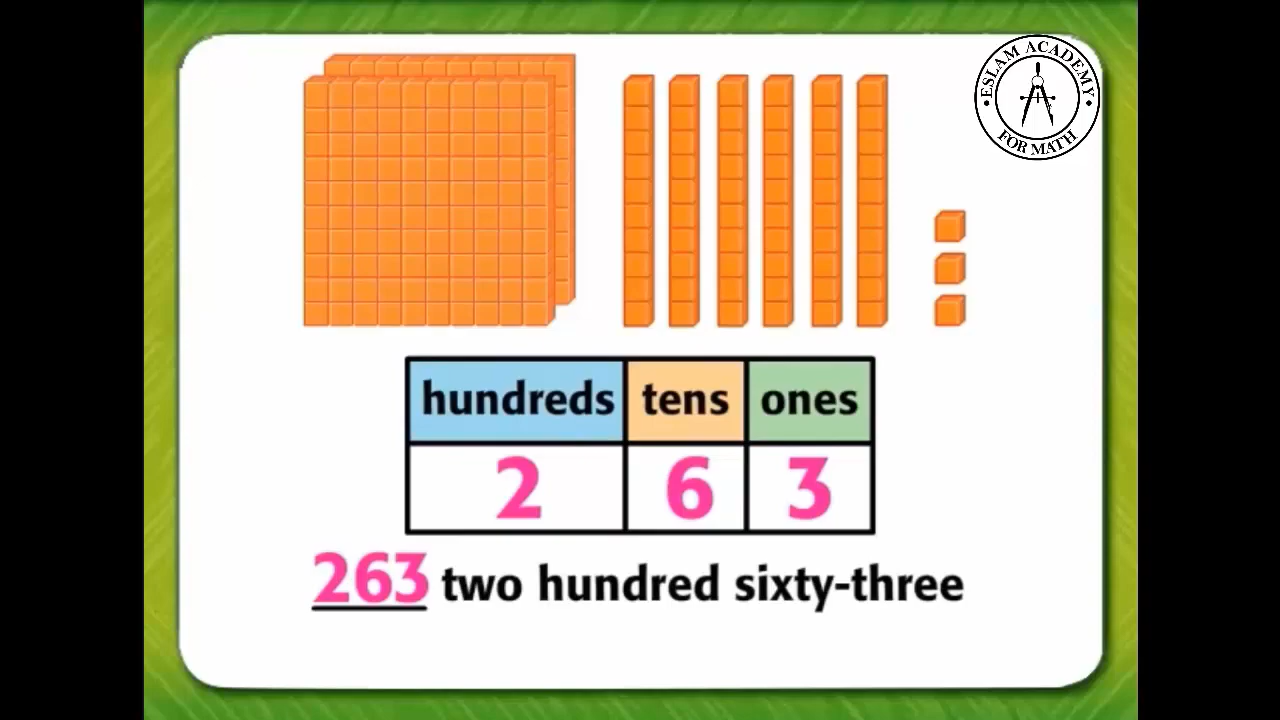 ESLAM ACADEMY
FOR MATH
hundreds tens ones
2 6 3
263 two hundred sixty-three